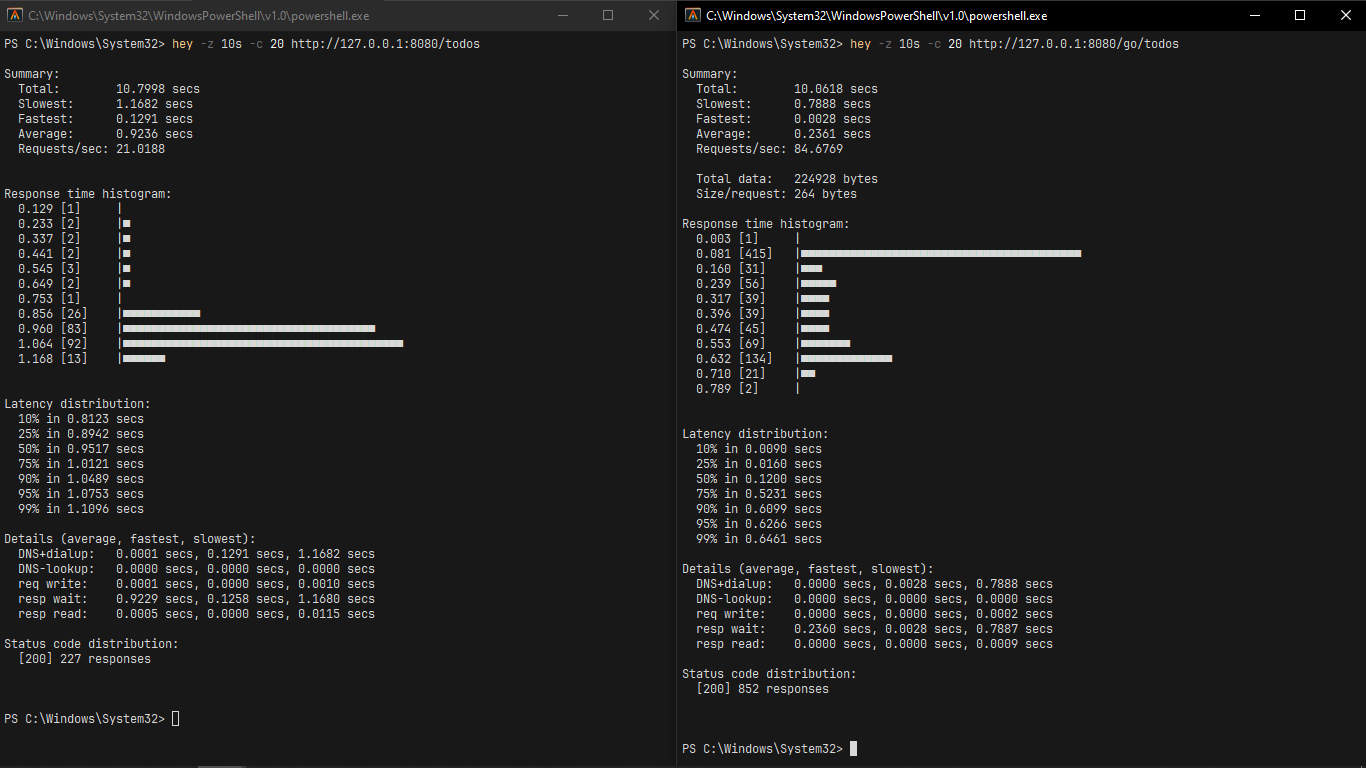 C:\Windows\System32\WindowsPowerShell\v1.0\powershell.exe
PS C:\Windows\System32> hey -z 10s -c 20 http://127.0.0.1:8080/todos
Summary:
Total: 10.7998 secs
Slowest: 1.1682 secs
Fastest: 0.1291 secs
Average: 0.9236 secs
Requests/sec: 21.0188
Response time histogram:
0.129 [1] |
0.233 [2] |■
0.337 [2] |■
0.441 [2] |■
0.545 [3] |■
0.649 [2] |■
0.753 [1] |
0.856 [26] |■■■■■■■■■■■
0.960 [83] |■■■■■■■■■■■■■■■■■■■■■■■■■■■■■■■■■■■■
1.064 [92] |■■■■■■■■■■■■■■■■■■■■■■■■■■■■■■■■■■■■■■■■
1.168 [13] |■■■■■■
Latency distribution:
10% in 0.8123 secs
25% in 0.8942 secs
50% in 0.9517 secs
75% in 1.0121 secs
90% in 1.0489 secs
95% in 1.0753 secs
99% in 1.1096 secs
Details (average, fastest, slowest):
DNS+dialup: 0.0001 secs, 0.1291 secs, 1.1682 secs
DNS-lookup: 0.0000 secs, 0.0000 secs, 0.0000 secs
req write: 0.0001 secs, 0.0000 secs, 0.0010 secs
resp wait: 0.9229 secs, 0.1258 secs, 1.1680 secs
resp read: 0.0005 secs, 0.0000 secs, 0.0115 secs
Status code distribution:
[200] 227 responses
PS C:\Windows\System32>
C:\Windows\System32\WindowsPowerShell\v1.0\powershell.exe
PS C:\Windows\System32> hey -z 10s -c 20 http://127.0.0.1:8080/go/todos
Summary:
Total: 10.0618 secs
Slowest: 0.7888 secs
Fastest: 0.0028 secs
Average: 0.2361 secs
Requests/sec: 84.6769
Total data: 224928 bytes
Size/request: 264 bytes
Response time histogram:
0.003 [1] |
0.081 [415] |■■■■■■■■■■■■■■■■■■■■■■■■■■■■■■■■■■■■■■■■
0.160 [31] |■■■
0.239 [56] |■■■■■
0.317 [39] |■■■■
0.396 [39] |■■■■
0.474 [45] |■■■■
0.553 [69] |■■■■■■■
0.632 [134] |■■■■■■■■■■■■■
0.710 [21] |■■
0.789 [2] |
Latency distribution:
10% in 0.0090 secs
25% in 0.0160 secs
50% in 0.1200 secs
75% in 0.5231 secs
90% in 0.6099 secs
95% in 0.6266 secs
99% in 0.6461 secs
Details (average, fastest, slowest):
DNS+dialup: 0.0000 secs, 0.0028 secs, 0.7888 secs
DNS-lookup: 0.0000 secs, 0.0000 secs, 0.0000 secs
req write: 0.0000 secs, 0.0000 secs, 0.0002 secs
resp wait: 0.2360 secs, 0.0028 secs, 0.7887 secs
resp read: 0.0000 secs, 0.0000 secs, 0.0009 secs
Status code distribution:
[200] 852 responses
PS C:\Windows\System32>